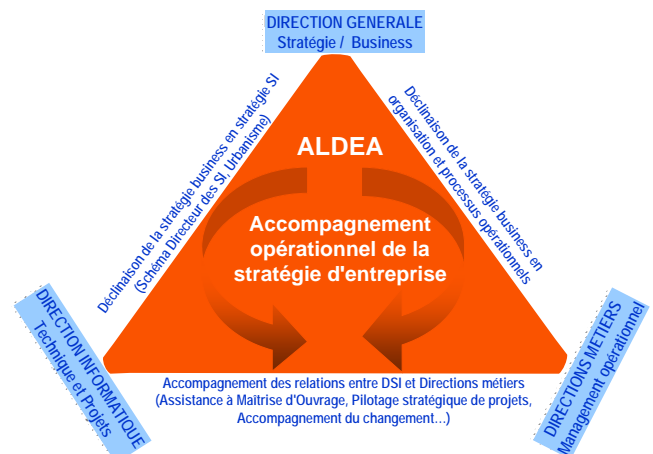 DIRECTION GENERALE
Stratégie / Business
Déclinaison de la stratégie business en stratégie SI
(Schéma Directeur des SI, Urbanisme)
Déclinaison de la stratégie business en
organisation et processus opérationnels
ALDEA
Accompagnement
opérationnel de la
stratégie d'entreprise
DIRECTION INFORMATIQUE
Technique et Projets
DIRECTIONS METIERS
Management opérationnel
Accompagnement des relations entre DSI et Directions métiers
(Assistance à Maîtrise d'Ouvrage, Pilotage stratégique de projets,
Accompagnement du changement...)